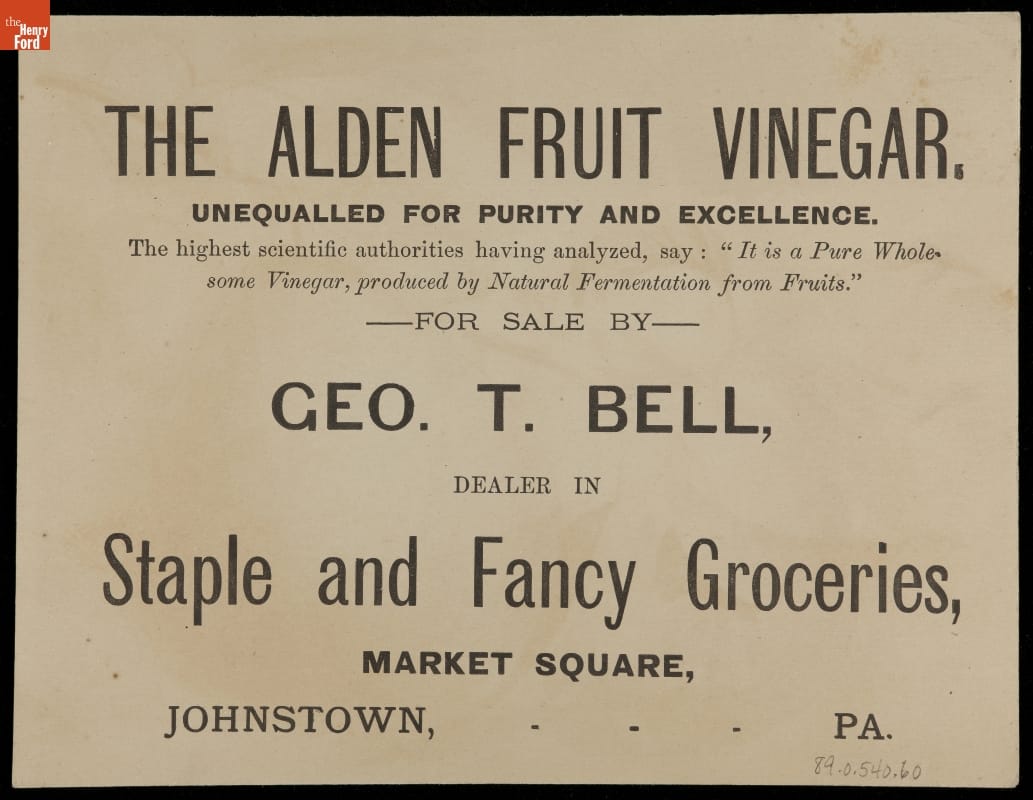 the
Henry
Ford
THE ALDEN FRUIT VINEGAR.
UNEQUALLED FOR PURITY AND EXCELLENCE.
The highest scientific authorities having analyzed, say : “ It is a Pure Whole-
some Vinegar, produced by Natural Fermentation from Fruits.”
——FOR SALE BY——
GEO. T. BELL,
DEALER IN
Staple and Fancy Groceries,
MARKET SQUARE,
JOHNSTOWN, - - - PA.
89.0.540.60